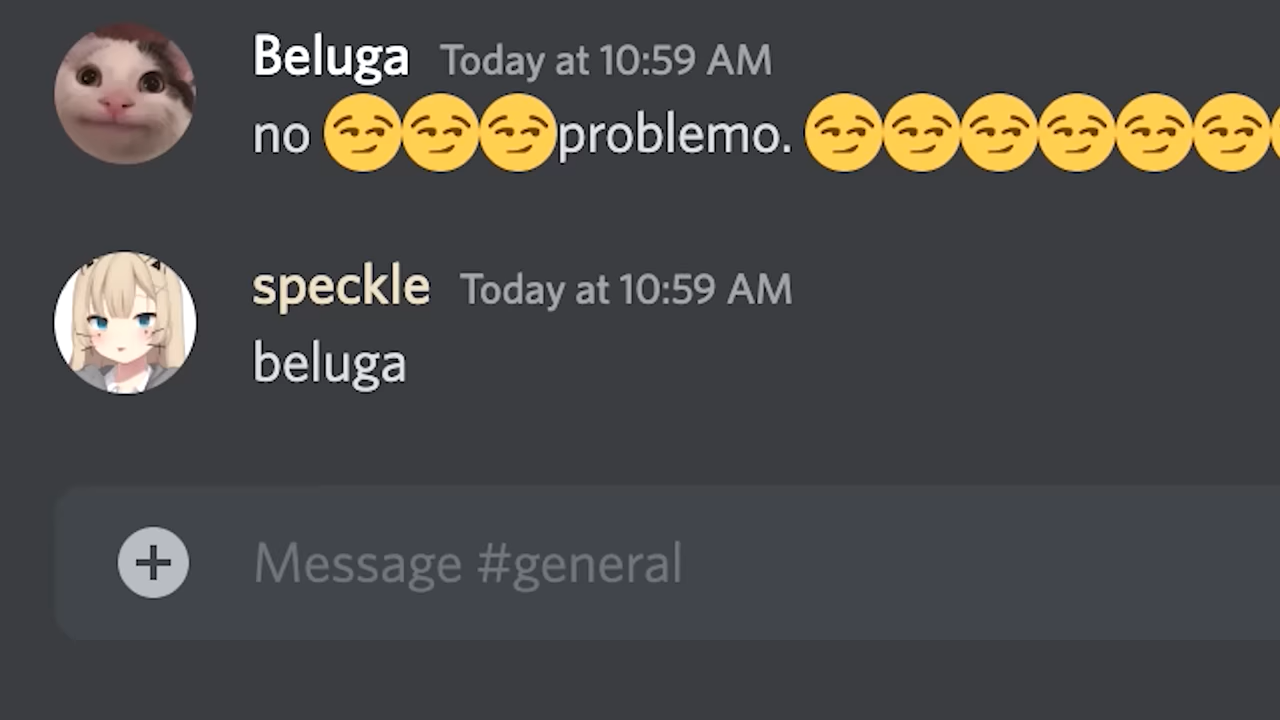 Beluga Today at 10:59 AM
no 😏😏😏problemo. 😏😏😏😏😏😏😏
speckle Today at 10:59 AM
beluga
Message #general